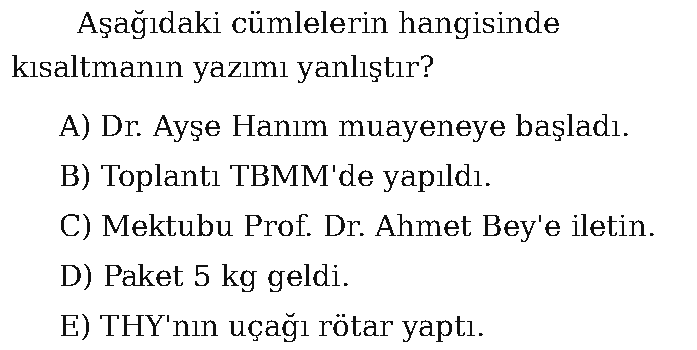 Aşağıdaki cümlelerin hangisinde
kısaltmanın yazımı yanlıştır?
A) Dr. Ayşe Hanım muayeneye başladı.
B) Toplantı TBMM'de yapıldı.
C) Mektubu Prof. Dr. Ahmet Bey'e iletin.
D) Paket 5 kg geldi.
E) THY'nın uçağı rötar yaptı.